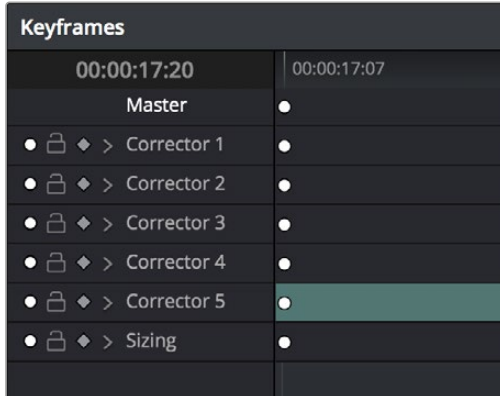 Keyframes
00:00:17:20 00:00:17:07
Master
Corrector 1
Corrector 2
Corrector 3
Corrector 4
Corrector 5
Sizing